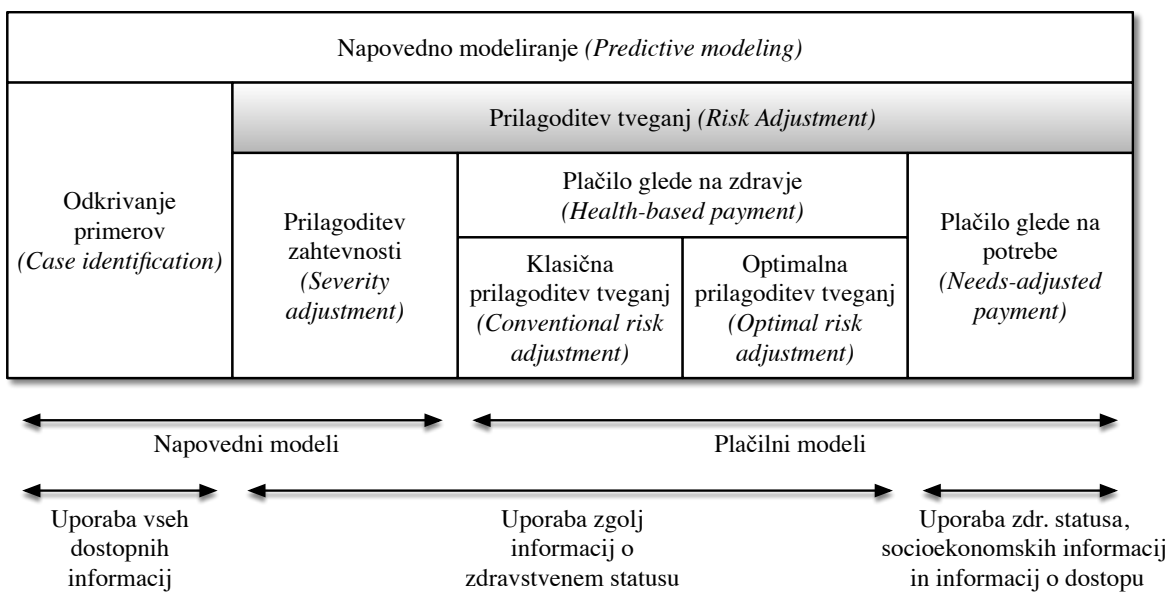 Napovedno modeliranje (Predictive modeling)
Prilagoditev tveganj (Risk Adjustment)
Odkrivanje
primerov
(Case identification)
Prilagoditev
zahtevnosti
(Severity
adjustment)
Plačilo glede na zdravje
(Health-based payment)
Klasična
prilagoditev tveganj
(Conventional risk
adjustment)
Optimalna
prilagoditev tveganj
(Optimal risk
adjustment)
Plačilo glede na
potrebe
(Needs-adjusted
payment)
Napovedni modeli
Plačilni modeli
Uporaba vseh
dostopnih
informacij
Uporaba zgolj
informacij o
zdravstvenem statusu
Uporaba zdr. statusa,
socioekonomskih informacij
in informacij o dostopu